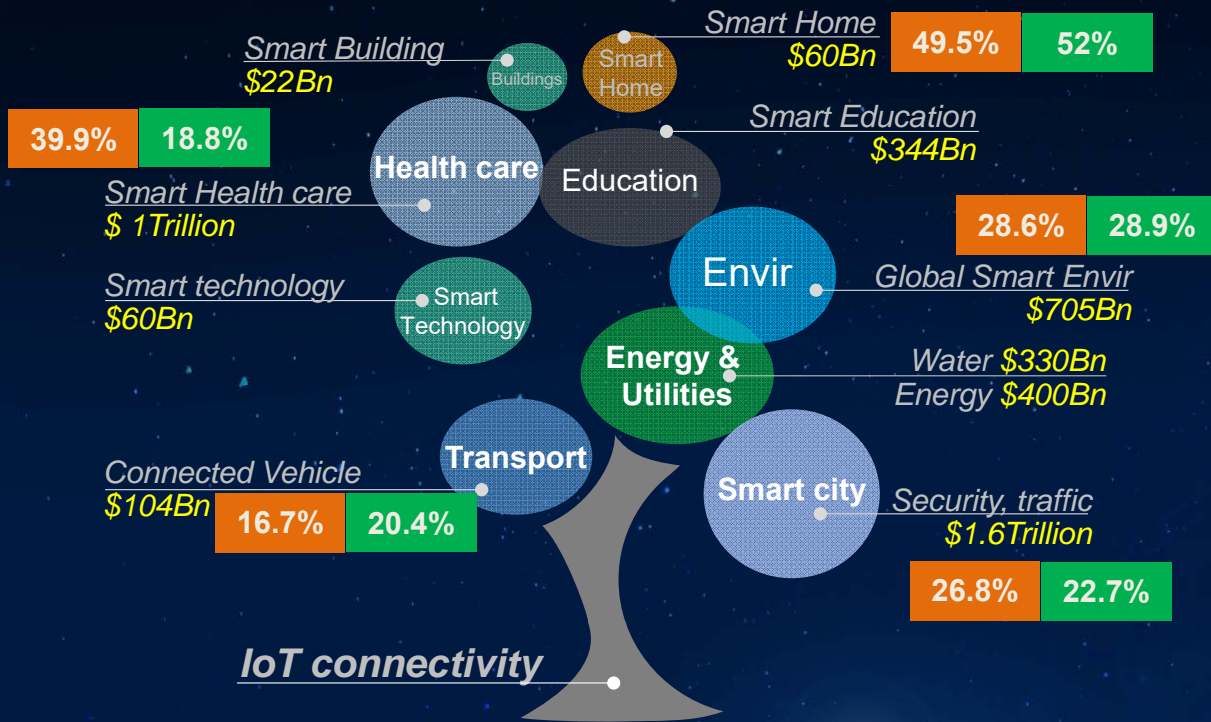 Smart Building
$22Bn
Buildings
Smart
Home
Smart Home
$60Bn
49.5% 52%
39.9% 18.8%
Smart Health care
$ 1Trillion
Health care
Education
Smart Education
$344Bn
28.6% 28.9%
Envir
Global Smart Envir
$705Bn
Smart technology
$60Bn
Smart
Technology
Energy &
Utilities
Water $330Bn
Energy $400Bn
Connected Vehicle
$104Bn
16.7% 20.4%
Transport
Smart city
Security, traffic
$1.6Trillion
26.8% 22.7%
IoT connectivity